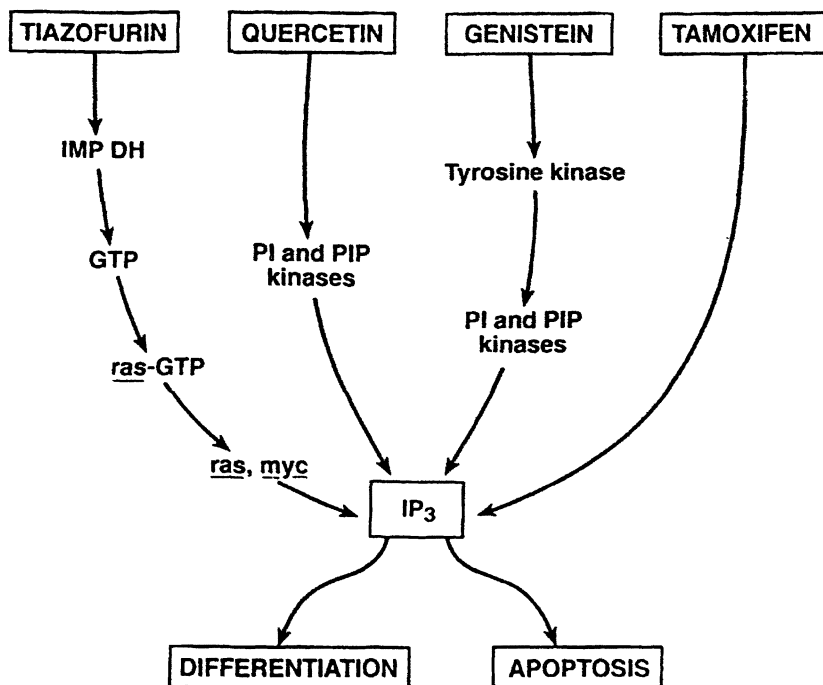 TIAZOFURIN
QUERCETIN
GENISTEIN
TAMOXIFEN
IMP DH
Tyrosine kinase
GTP
PI and PIP
kinases
PI and PIP
kinases
ras-GTP
ras, myc
IP₃
DIFFERENTIATION
APOPTOSIS